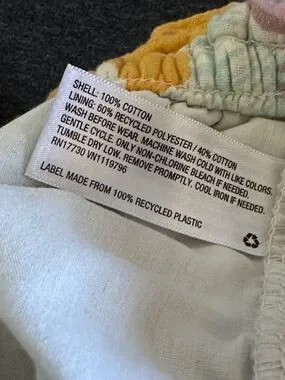 SHELL: 100% COTTON
LINING: 60% RECYCLED POLYESTER / 40% COTTON
WASH BEFORE WEAR. MACHINE WASH COLD WITH LIKE COLORS.
GENTLE CYCLE. ONLY NON-CHLORINE BLEACH IF NEEDED.
TUMBLE DRY LOW. REMOVE PROMPTLY. COOL IRON IF NEEDED.
RN17730 VN1119796
LABEL MADE FROM 100% RECYCLED PLASTIC